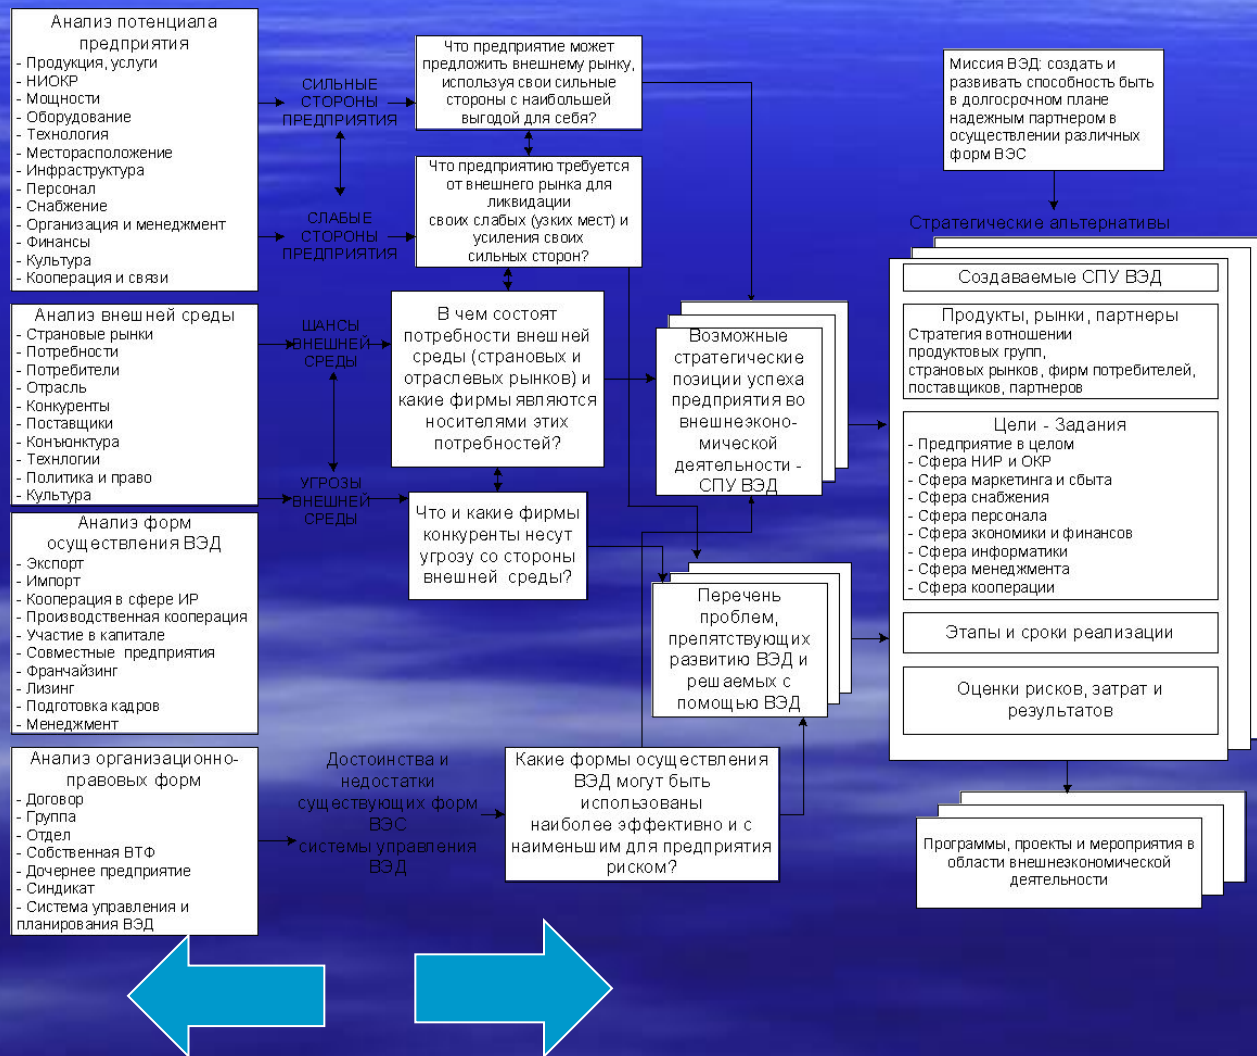 Анализ потенциала
предприятия
- Продукция, услуги
- НИОКР
- Мощности
- Оборудование
- Технология
- Месторасположение
- Инфраструктура
- Персонал
- Снабжение
- Организация и менеджмент
- Финансы
- Культура
- Кооперация и связи
Анализ внешней среды
- Страновые рынки
- Потребности
- Потребители
- Отрасль
- Конкуренты
- Поставщики
- Конъюнктура
- Технлогии
- Политика и право
- Культура
Анализ форм
осуществления ВЭД
- Экспорт
- Импорт
- Кооперация в сфере ИР
- Производственная кооперация
- Участие в капитале
- Совместные предприятия
- Франчайзинг
- Лизинг
- Подготовка кадров
- Менеджмент
Анализ организационно-
правовых форм
- Договор
- Группа
- Отдел
- Собственная ВТФ
- Дочернее предприятие
- Синдикат
- Система управления и
планирования ВЭД
СИЛЬНЫЕ
СТОРОНЫ
ПРЕДПРИЯТИЯ
СЛАБЫЕ
СТОРОНЫ
ПРЕДПРИЯТИЯ
ШАНСЫ
ВНЕШНЕЙ
СРЕДЫ
УГРОЗЫ
ВНЕШНЕЙ
СРЕДЫ
Достоинства и
недостатки
существующих форм
ВЭС
системы управления
ВЭД
Что предприятие может
предложить внешнему рынку,
используя свои сильные
стороны с наибольшей
выгодой для себя?
Что предприятию требуется
от внешнего рынка для
ликвидации
своих слабых (узких мест) и
усиления своих
сильных сторон?
В чем состоят
потребности внешней
среды (страновых и
отраслевых рынков) и
какие фирмы являются
носителями этих
потребностей?
Что и какие фирмы
конкуренты несут
угрозу со стороны
внешней среды?
Какие формы осуществления
ВЭД могут быть
использованы
наиболее эффективно и с
наименьшим для предприятия
риском?
Возможные
стратегические
позиции успеха
предприятия во
внешнеэконо-
мической
деятельности -
СПУ ВЭД
Перечень
проблем,
препятствующих
развитию ВЭД и
решаемых с
помощью ВЭД
Миссия ВЭД: создать и
развивать способность быть
в долгосрочном плане
надежным партнером в
осуществлении различных
форм ВЭС
Стратегические альтернативы
Создаваемые СПУ ВЭД
Продукты, рынки, партнеры
Стратегия вотношении
продуктовых групп,
страновых рынков, фирм потребителей,
поставщиков, партнеров
Цели - Задания
- Предприятие в целом
- Сфера НИР и ОКР
- Сфера маркетинга и сбыта
- Сфера снабжения
- Сфера персонала
- Сфера экономики и финансов
- Сфера информатики
- Сфера менеджмента
- Сфера кооперации
Этапы и сроки реализации
Оценки рисков, затрат и
результатов
Программы, проекты и мероприятия в
области внешнеэкономической
деятельности